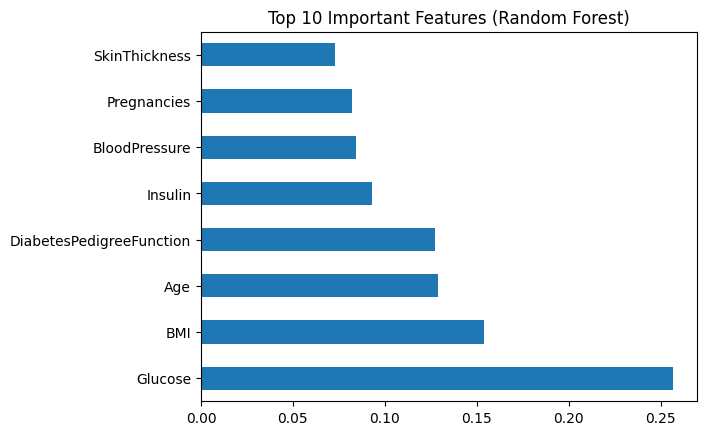 Top 10 Important Features (Random Forest)
SkinThickness
Pregnancies
BloodPressure
Insulin
DiabetesPedigreeFunction
Age
BMI
Glucose
0.00 0.05 0.10 0.15 0.20 0.25